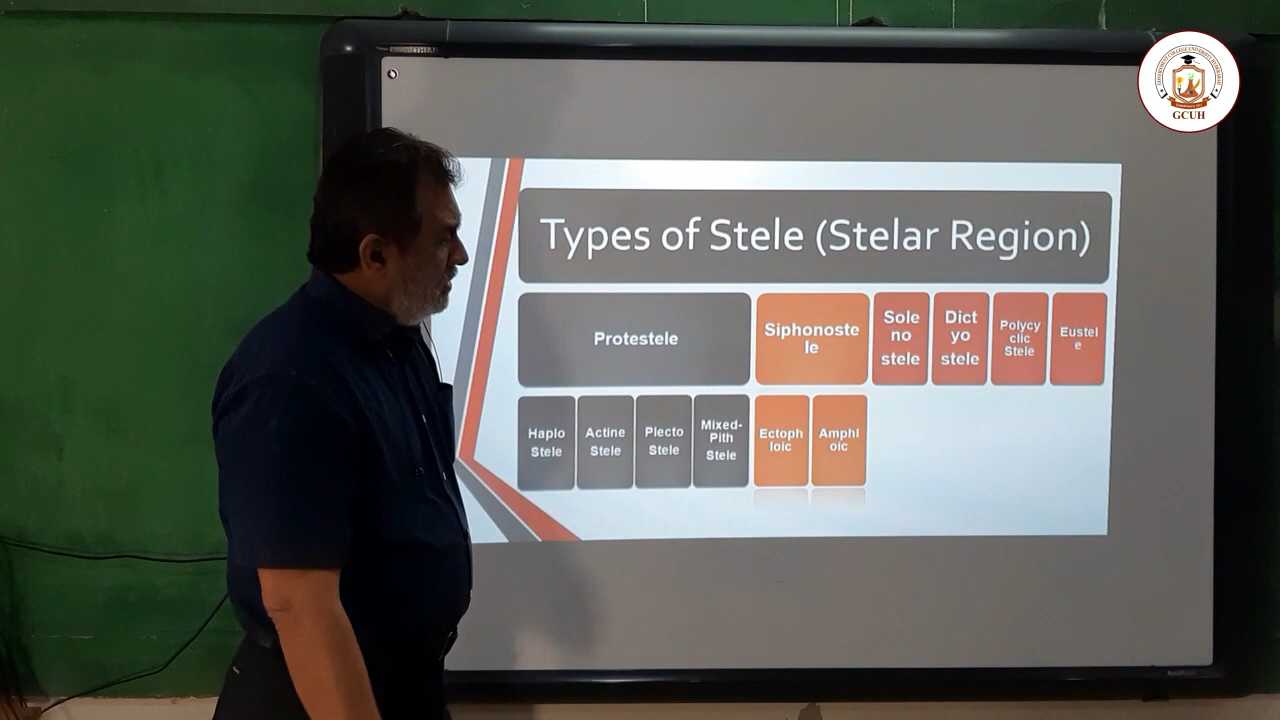 Types of Stele (Stelar Region)
Protestele
Siphonoste
le
Sole
no
stele
Dict
yo
stele
Polycy
clic
Stele
Eustel
e
Haplo
Stele
Actine
Stele
Plecto
Stele
Mixed-
Pith
Stele
Ectoph
loic
Amphi
oic
GCUH